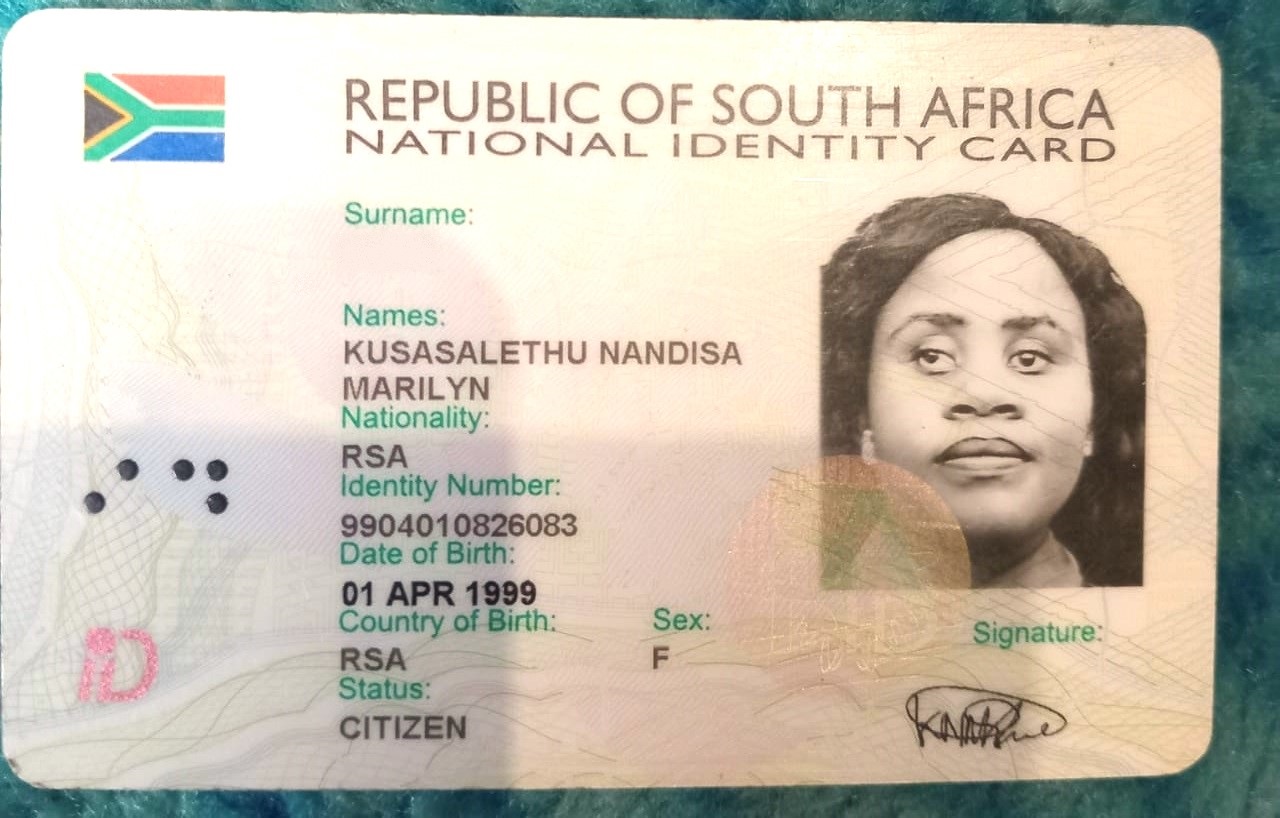 REPUBLIC OF SOUTH AFRICA
NATIONAL IDENTITY CARD
Surname:
Names:
KUSASALETHU NANDISA
MARILYN
Nationality:
RSA
Identity Number:
9904010826083
Date of Birth:
01 APR 1999
Country of Birth:
RSA
Sex:
F
Status:
CITIZEN
Signature:
iD